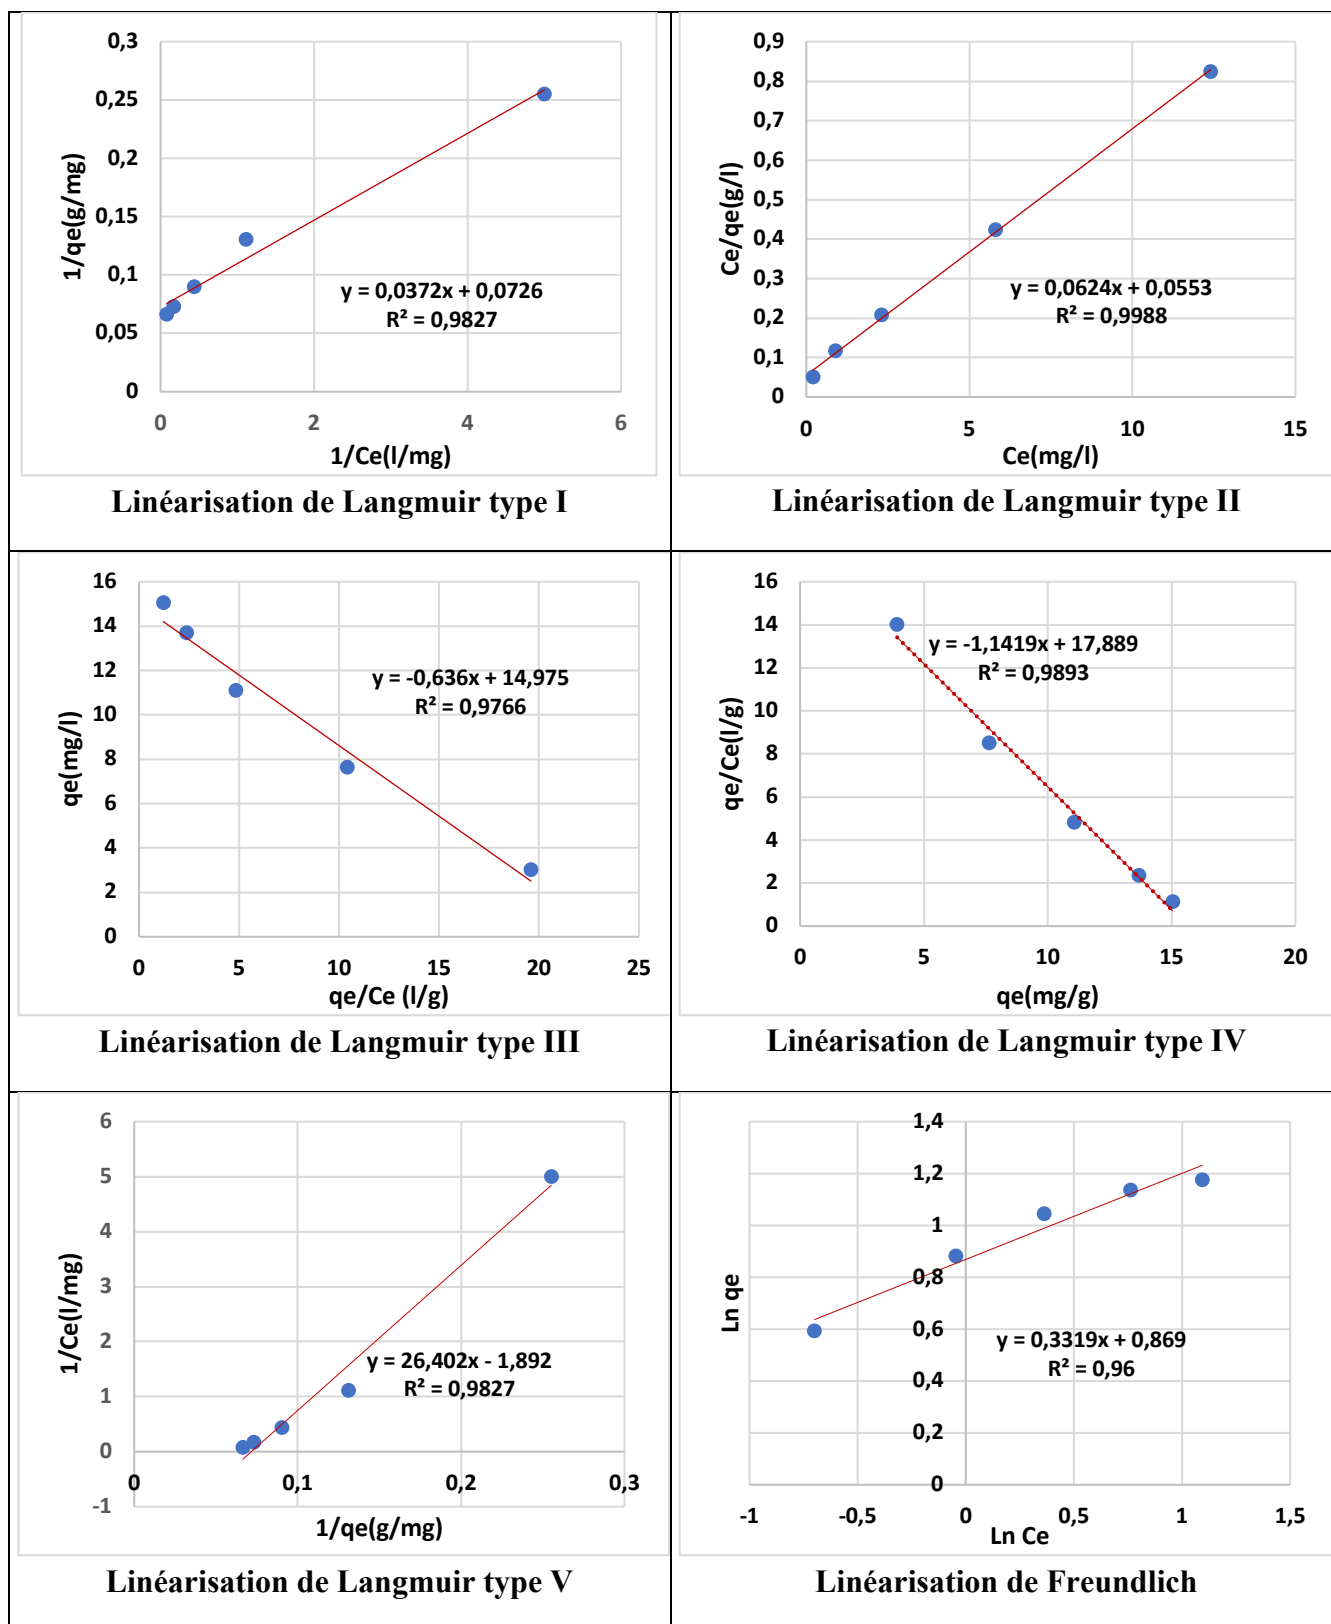 0,3
0,25
0,2
0,15
0,1
0,05
0
1/qe(g/mg)
y = 0,0372x + 0,0726
R² = 0,9827
0 2 4 6
1/Ce(l/mg)
Linéarisation de Langmuir type I
0,9
0,8
0,7
0,6
0,5
0,4
0,3
0,2
0,1
0
Ce/qe(g/l)
y = 0,0624x + 0,0553
R² = 0,9988
0 5 10 15
Ce(mg/l)
Linéarisation de Langmuir type II
16
14
12
10
8
6
4
2
0
qe(mg/l)
y = -0,636x + 14,975
R² = 0,9766
0 5 10 15 20 25
qe/Ce (l/g)
Linéarisation de Langmuir type III
16
14
12
10
8
6
4
2
0
qe/Ce(l/g)
y = -1,1419x + 17,889
R² = 0,9893
0 5 10 15 20
qe(mg/g)
Linéarisation de Langmuir type IV
6
5
4
3
2
1
0
-1
1/Ce(l/mg)
y = 26,402x - 1,892
R² = 0,9827
0 0,1 0,2 0,3
1/qe(g/mg)
Linéarisation de Langmuir type V
1,4
1,2
1
0,8
0,6
0,4
0,2
0
Ln qe
y = 0,3319x + 0,869
R² = 0,96
-1 -0,5 0 0,5 1 1,5
Ln Ce
Linéarisation de Freundlich